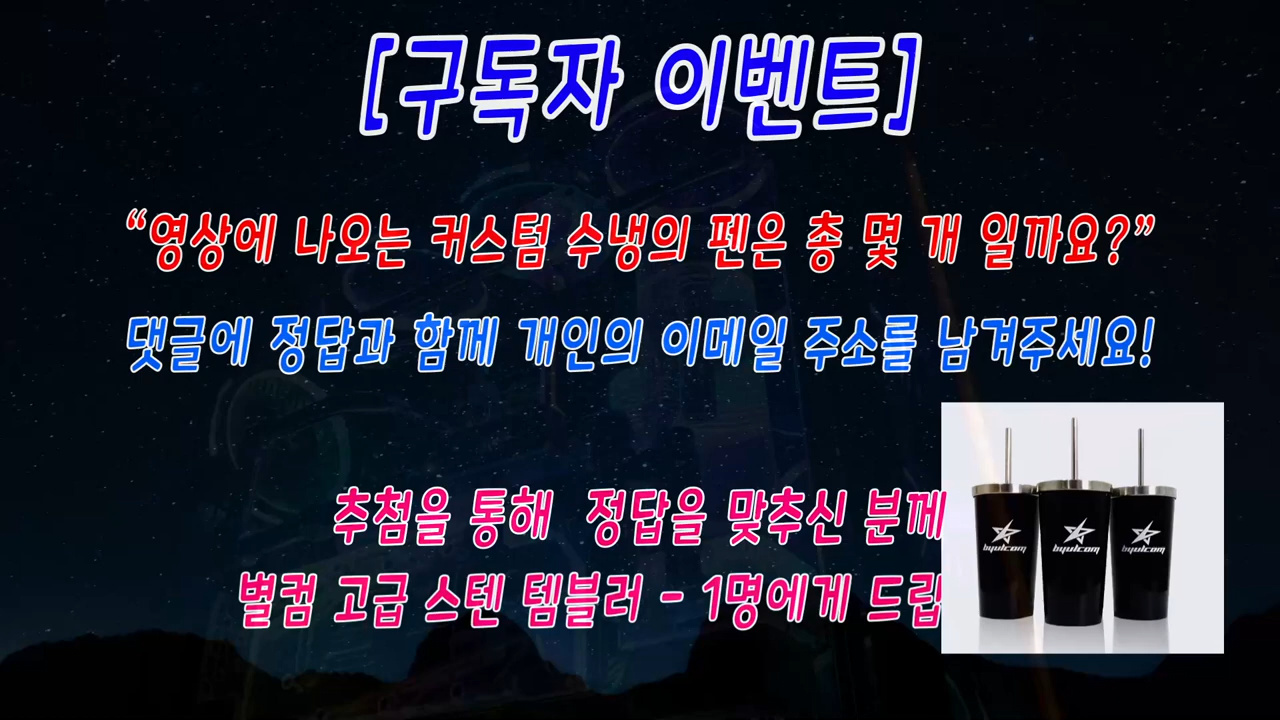 [구독자 이벤트]
“영상에 나오는 커스텀 수냉의 펜은 총 몇 개 일까요?”
댓글에 정답과 함께 개인의 이메일 주소를 남겨주세요!
추첨을 통해 정답을 맞추신 분께
별컴 고급 스텐 템블러 - 1명에게 드립
byulcom
byulcom
byulcom